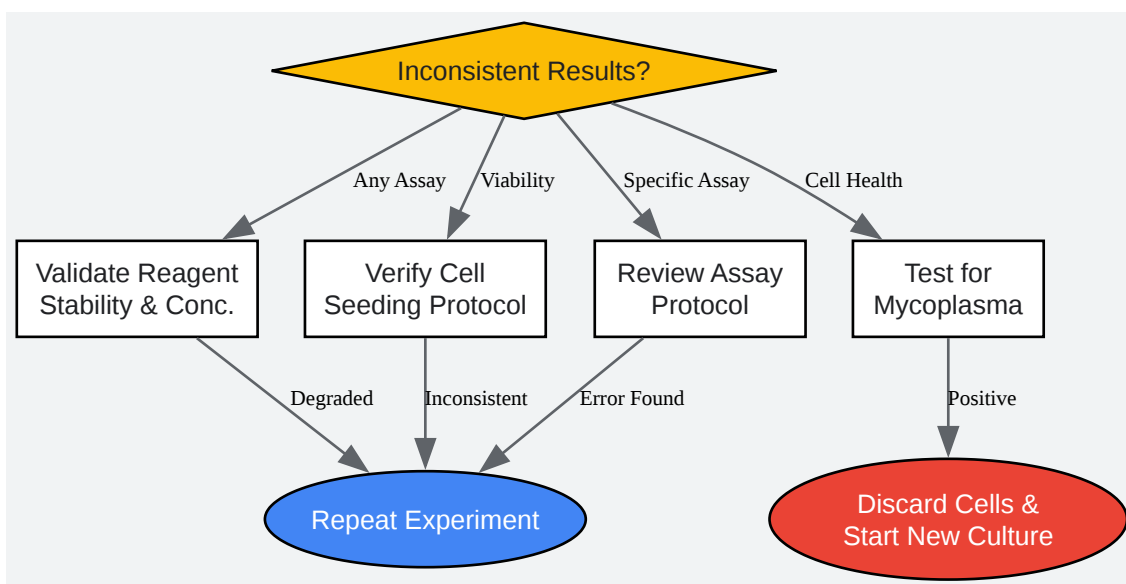 Inconsistent Results?
Any Assay
Viability
Specific Assay
Cell Health
Validate Reagent
Stability & Conc.
Verify Cell
Seeding Protocol
Review Assay
Protocol
Test for
Mycoplasma
Degraded
Inconsistent
Error Found
Positive
Repeat Experiment
Discard Cells &
Start New Culture